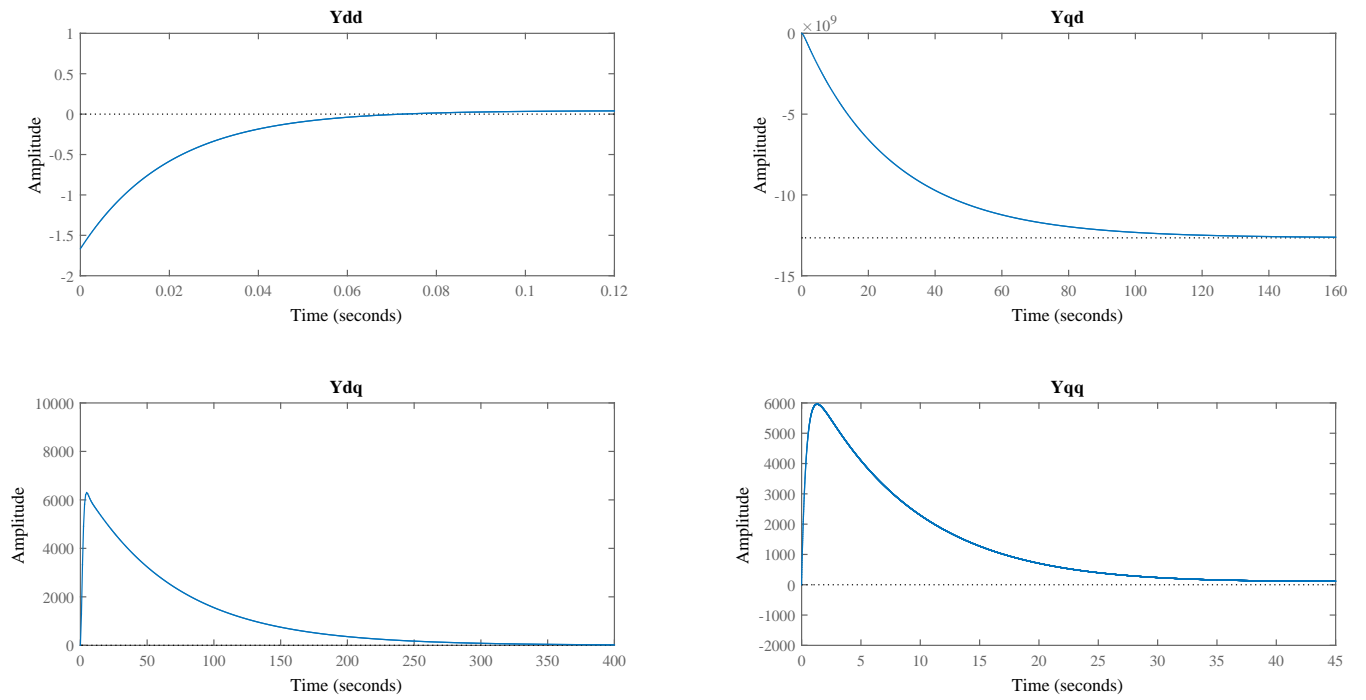 Ydd
1
0.5
0
-0.5
-1
-1.5
-2
Amplitude
0 0.02 0.04 0.06 0.08 0.1 0.12
Time (seconds)
Yqd
×10^9
0
-5
-10
-15
Amplitude
0 20 40 60 80 100 120 140 160
Time (seconds)
Ydq
10000
8000
6000
4000
2000
0
Amplitude
0 50 100 150 200 250 300 350 400
Time (seconds)
Yqq
6000
5000
4000
3000
2000
1000
0
-1000
-2000
Amplitude
0 5 10 15 20 25 30 35 40 45
Time (seconds)